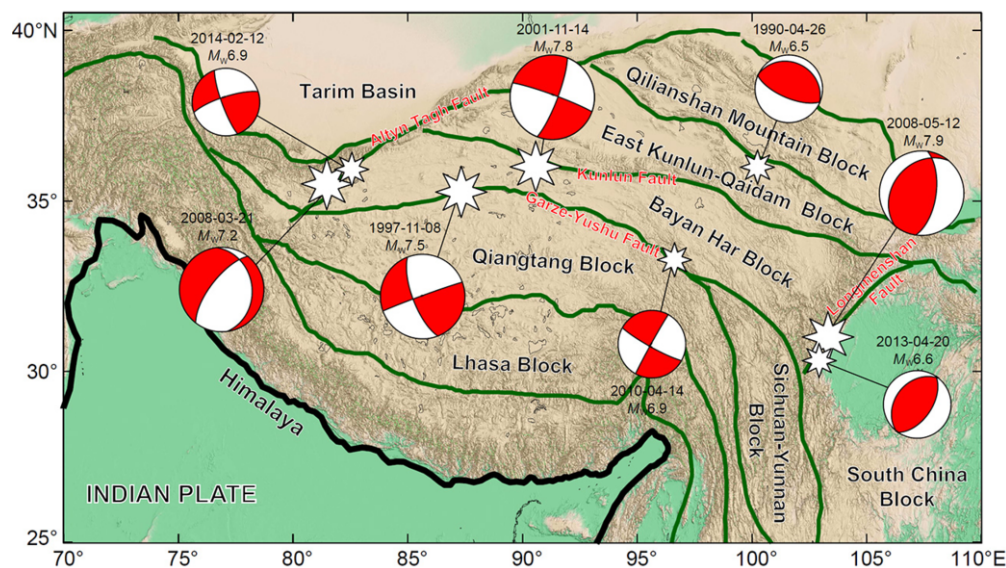 40°N
35°
30°
25°
70°
75°
80°
85°
90°
95°
100°
105°
110°E
2014-02-12
Mw6.9
2001-11-14
Mw7.8
1990-04-26
Mw6.5
Tarim Basin
Altyn Tagh Fault
Qilianshan Mountain Block
2008-05-12
Mw7.9
East Kunlun-Qaidam Block
Kunlun Fault
Bayan Har Block
Garze-Yushu Fault
2008-03-21
Mw7.2
1997-11-08
Mw7.5
Qiangtang Block
Longmenshan
Fault
2013-04-20
Mw6.6
Lhasa Block
2010-04-14
Mw6.9
Himalaya
Sichuan-Yunnan
Block
South China
Block
INDIAN PLATE